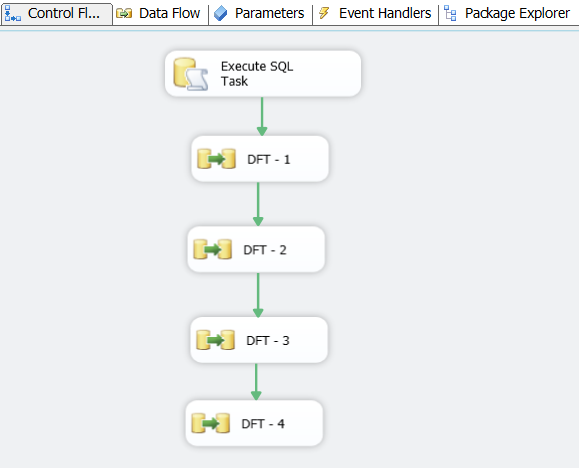 Control Fl... Data Flow Parameters Event Handlers Package Explorer
Execute SQL
Task
DFT - 1
DFT - 2
DFT - 3
DFT - 4